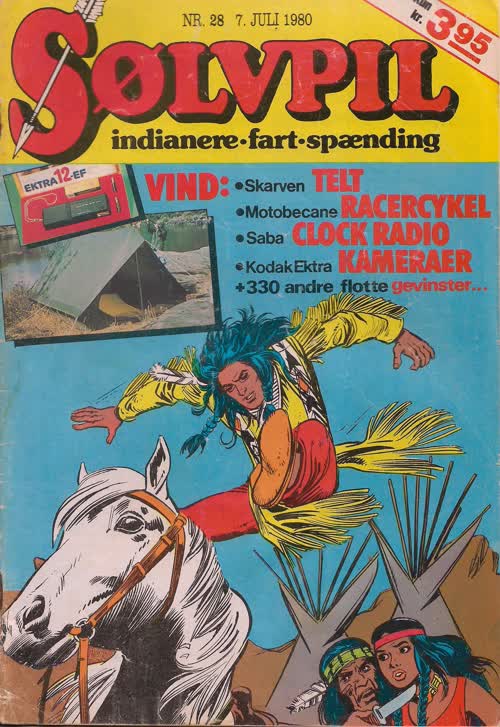 NR. 28 7. JULI 1980
kun
kr. 3.95
SØLVPIL
indianere•fart•spænding
EKTRA 12-EF
VIND: •Skarven TELT
•Motobecane RACERCYKEL
•Saba CLOCK RADIO
•Kodak Ektra KAMERAER
+330 andre flotte gevinster...